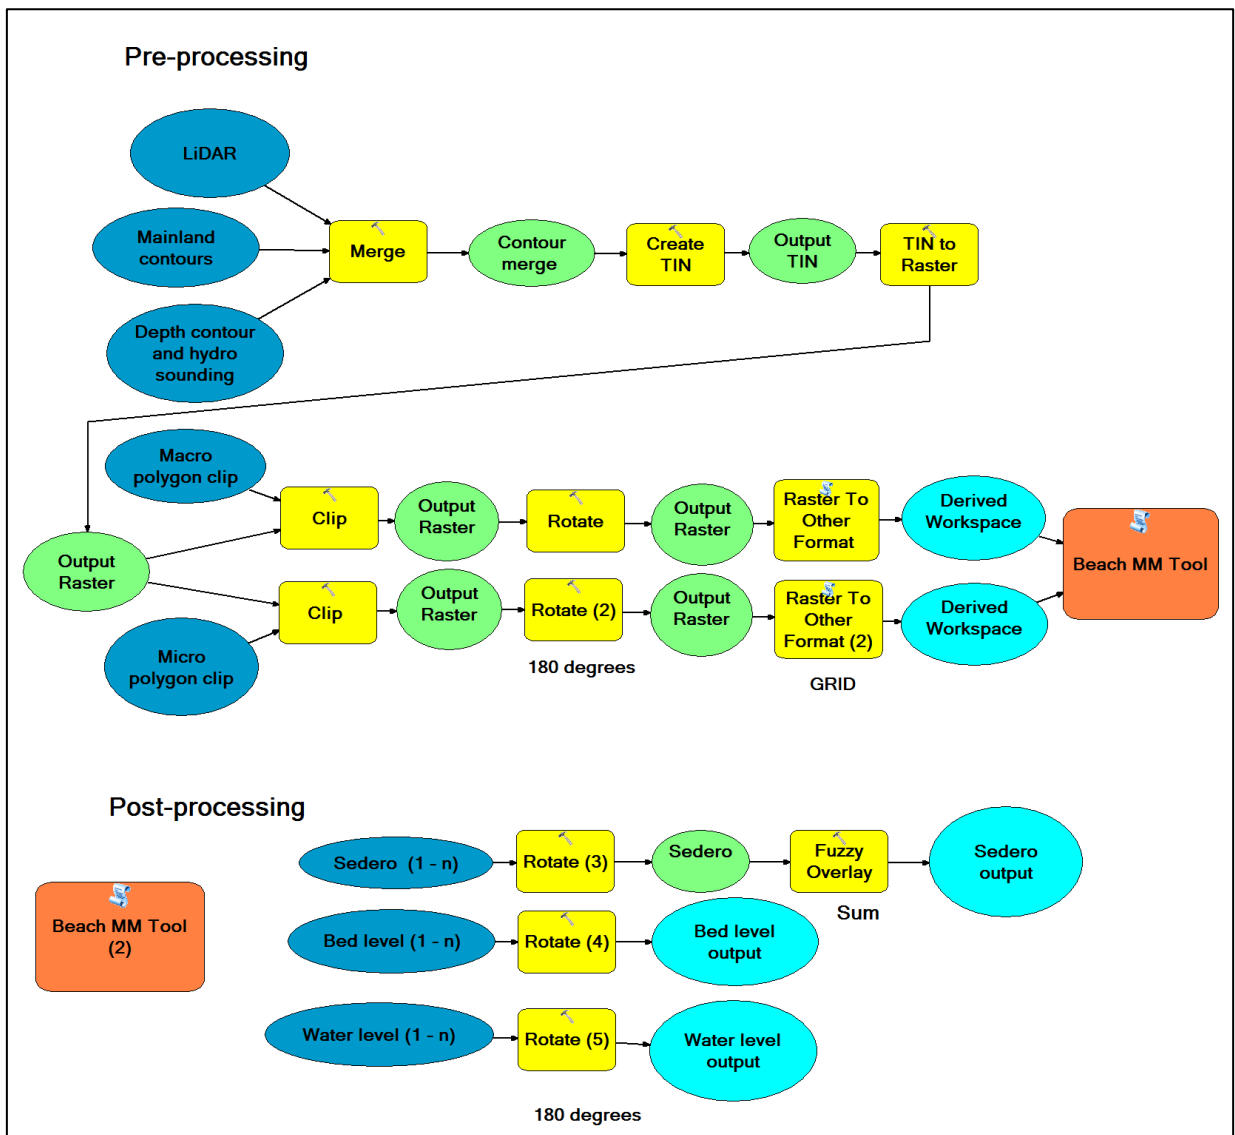 Pre-processing
LiDAR
Mainland
contours
Depth contour
and hydro
sounding
Merge
Contour
merge
Create
TIN
Output
TIN
TIN to
Raster
Macro
polygon clip
Output
Raster
Micro
polygon clip
Clip
Output
Raster
Rotate
Output
Raster
Raster To
Other
Format
Derived
Workspace
Clip
Output
Raster
Rotate (2)
Output
Raster
Raster To
Other
Format (2)
Derived
Workspace
Beach MM Tool
180 degrees
GRID
Post-processing
Beach MM Tool
(2)
Sedero (1 - n)
Rotate (3)
Sedero
Fuzzy
Overlay
Sedero
output
Sum
Bed level (1 - n)
Rotate (4)
Bed level
output
Water level (1 - n)
Rotate (5)
Water level
output
180 degrees